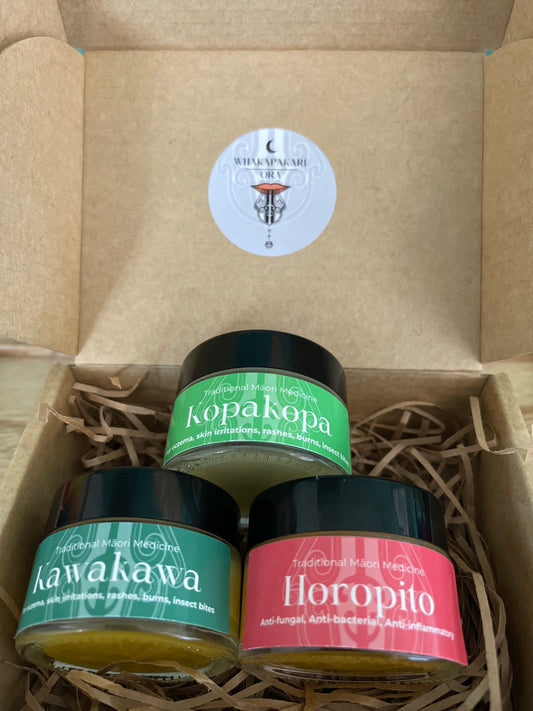 WHAKAPAKARI
ORA
Traditional Māori Medicine
Kopakopa
eczema, skin irritations, rashes, burns, insect bites
Traditional Māori Medicine
Kawakawa
eczema, skin irritations, rashes, burns, insect bites
Traditional Māori Medicine
Horopito
Anti-fungal, Anti-bacterial, Anti-inflammatory